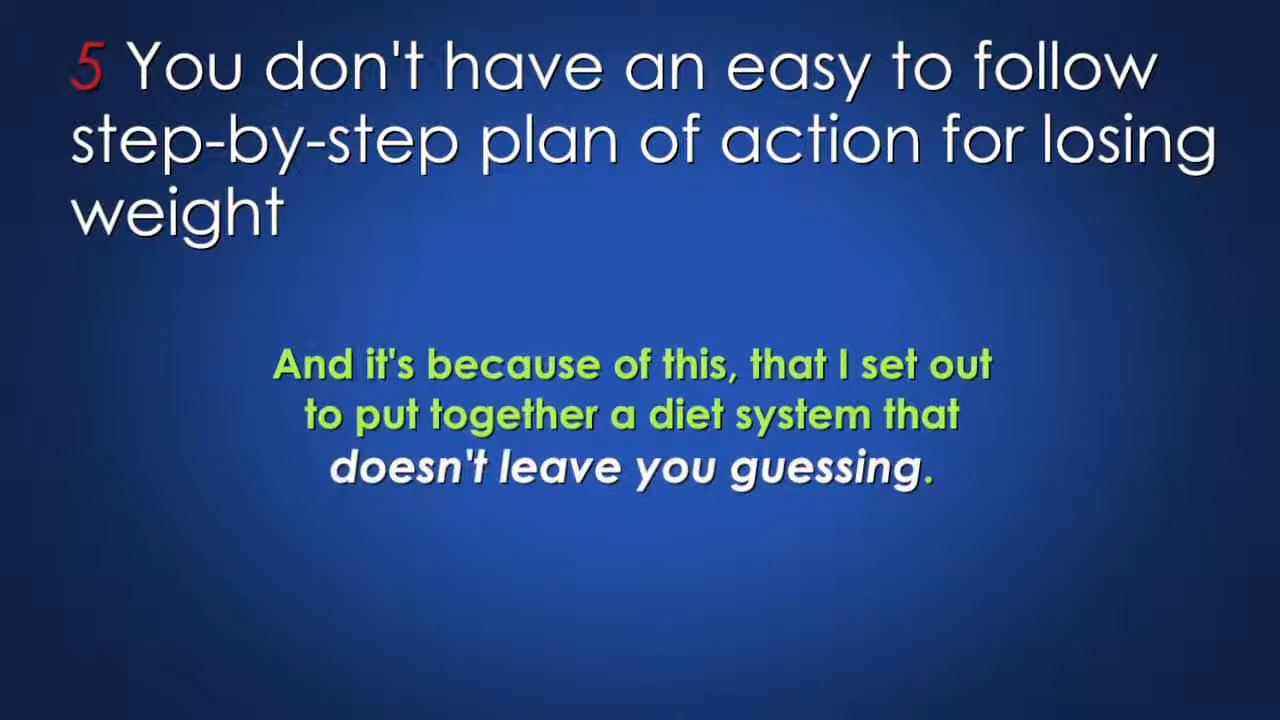 5 You don't have an easy to follow
step-by-step plan of action for losing
weight
And it's because of this, that I set out
to put together a diet system that
doesn't leave you guessing.